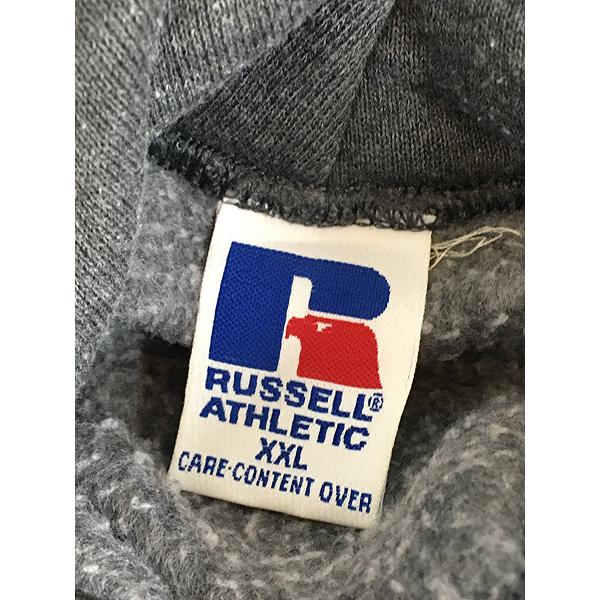 RUSSELL®
ATHLETIC
XXL
CARE-CONTENT OVER